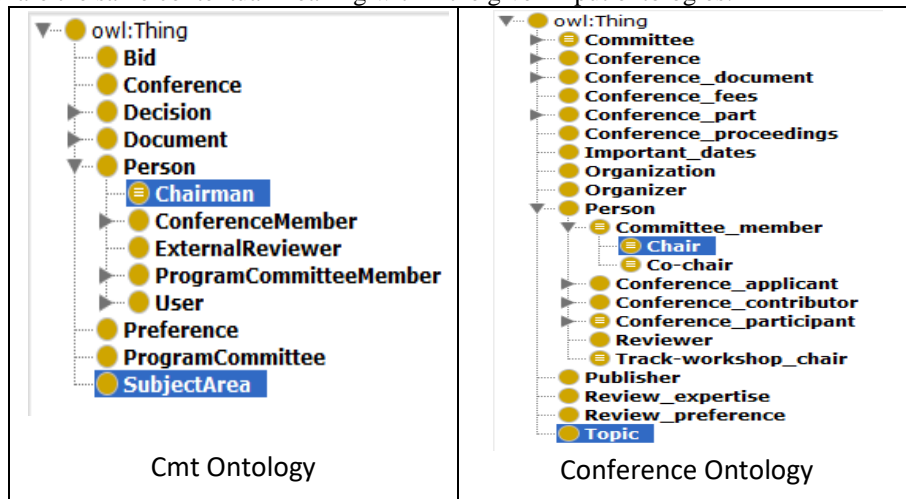 owl:Thing
Bid
Conference
Decision
Document
Person
Chairman
ConferenceMember
ExternalReviewer
ProgramCommitteeMember
User
Preference
ProgramCommittee
SubjectArea
Cmt Ontology
owl:Thing
Committee
Conference
Conference_document
Conference_fees
Conference_part
Conference_proceedings
Important_dates
Organization
Organizer
Person
Committee_member
Chair
Co-chair
Conference_applicant
Conference_contributor
Conference_participant
Reviewer
Track-workshop_chair
Publisher
Review_expertise
Review_preference
Topic
Conference Ontology